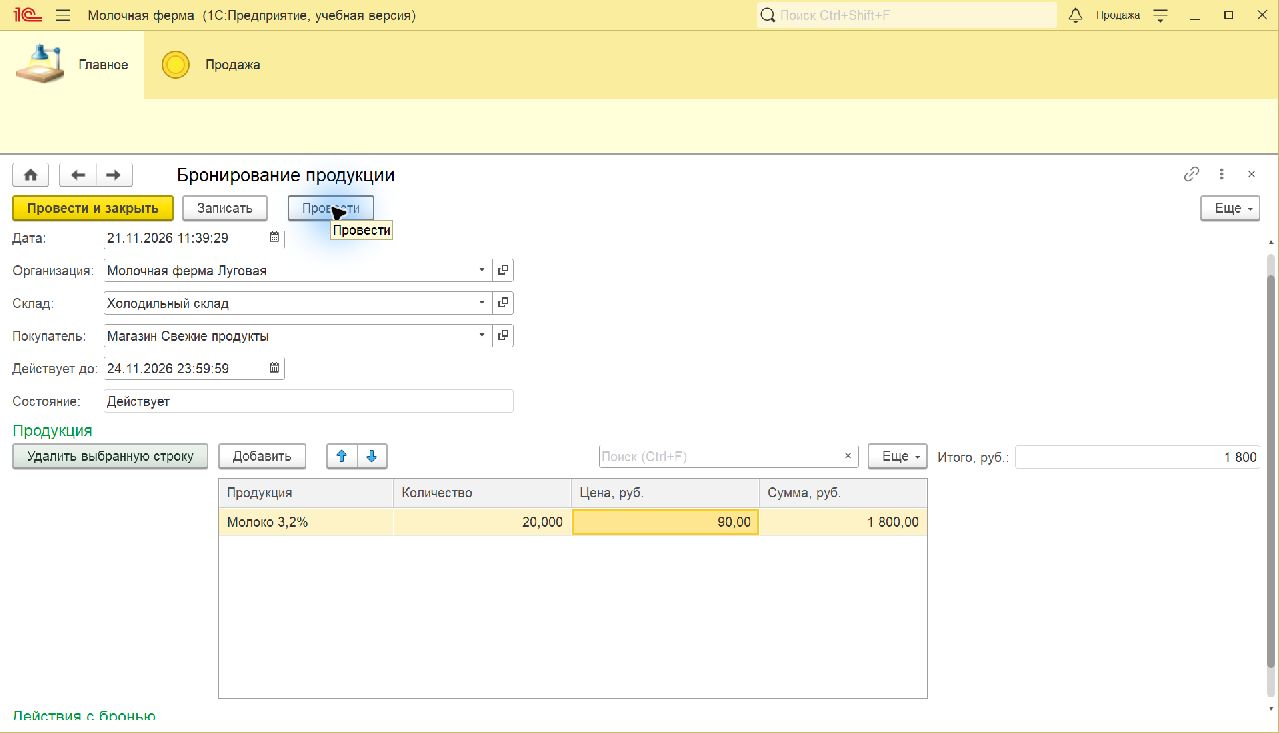 1С Молочная ферма (1С:Предприятие, учебная версия) Поиск Ctrl+Shift+F Продажа
Главное Продажа
Бронирование продукции
Провести и закрыть Записать Провести Еще
Провести
Дата: 21.11.2026 11:39:29
Организация: Молочная ферма Луговая
Склад: Холодильный склад
Покупатель: Магазин Свежие продукты
Действует до: 24.11.2026 23:59:59
Состояние: Действует
Продукция
Удалить выбранную строку Добавить Поиск (Ctrl+F) Еще Итого, руб.: 1 800
Продукция Количество Цена, руб. Сумма, руб.
Молоко 3,2% 20,000 90,00 1 800,00
Действия с бронью